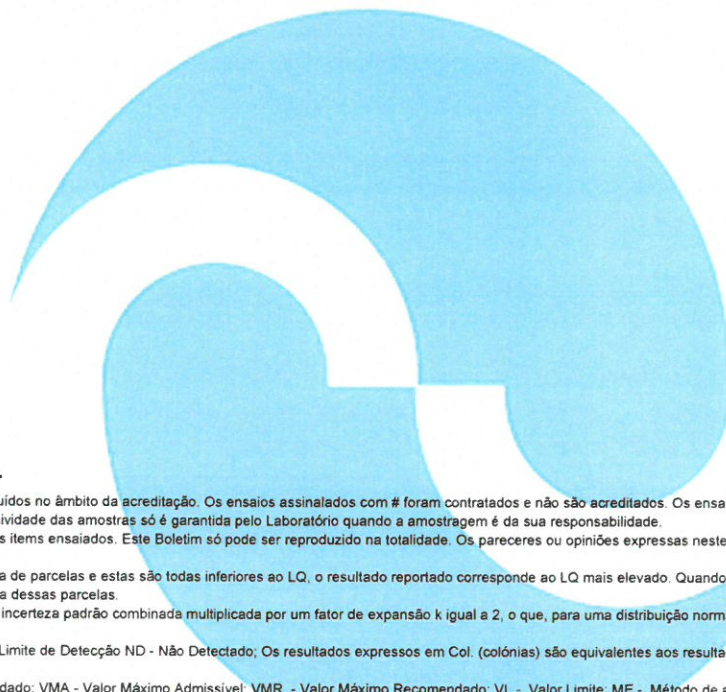 uídos no âmbito da acreditação. Os ensaios assinalados com # foram contratados e não são acreditados. Os ensa
ividade das amostras só é garantida pelo Laboratório quando a amostragem é da sua responsabilidade.
s items ensaiados. Este Boletim só pode ser reproduzido na totalidade. Os pareceres ou opiniões expressas neste
a de parcelas e estas são todas inferiores ao LQ, o resultado reportado corresponde ao LQ mais elevado. Quando
a dessas parcelas.
incerteza padrão combinada multiplicada por um fator de expansão k igual a 2, o que, para uma distribuição norm
Limite de Detecção ND - Não Detectado; Os resultados expressos em Col. (colónias) são equivalentes aos resulta
dado; VMA - Valor Máximo Admissível; VMR - Valor Máximo Recomendado; VL - Valor Limite; ME - Método de